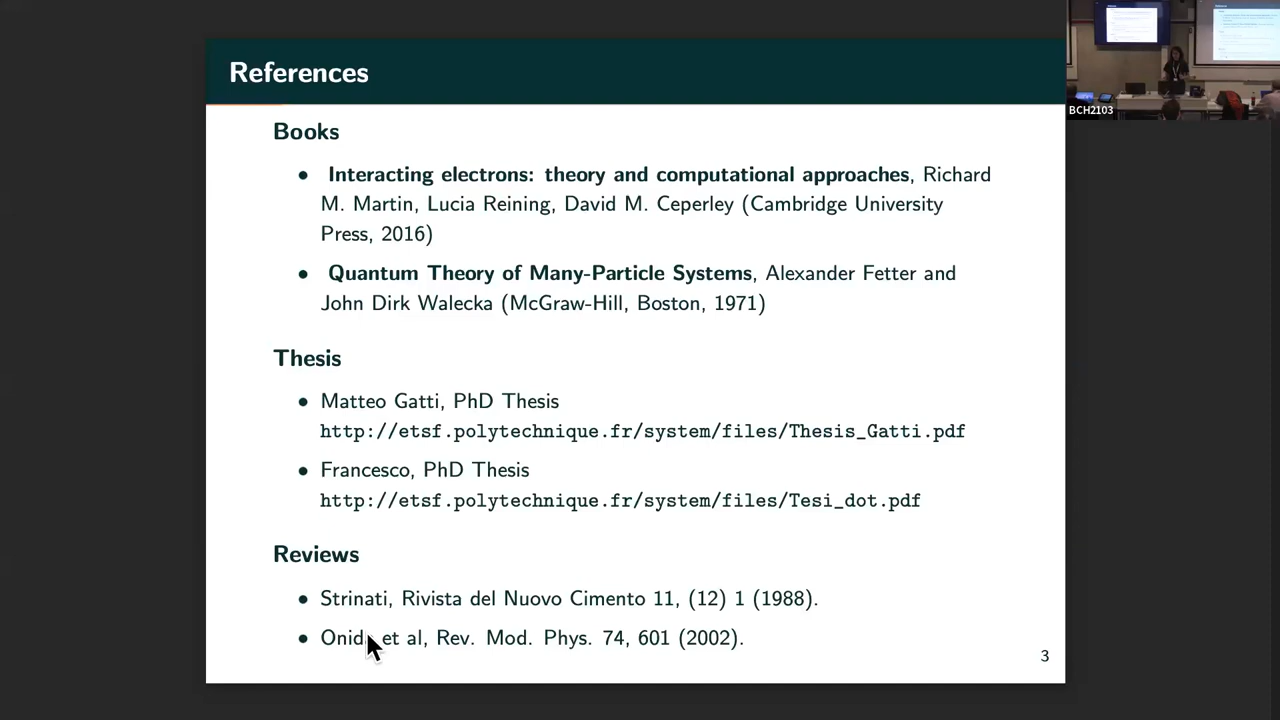 References
Books
• Interacting electrons: theory and computational approaches, Richard
M. Martin, Lucia Reining, David M. Ceperley (Cambridge University
Press, 2016)
• Quantum Theory of Many-Particle Systems, Alexander Fetter and
John Dirk Walecka (McGraw-Hill, Boston, 1971)
Thesis
• Matteo Gatti, PhD Thesis
http://etsf.polytechnique.fr/system/files/Thesis_Gatti.pdf
• Francesco, PhD Thesis
http://etsf.polytechnique.fr/system/files/Tesi_dot.pdf
Reviews
• Strinati, Rivista del Nuovo Cimento 11, (12) 1 (1988).
• Onida et al, Rev. Mod. Phys. 74, 601 (2002).
3
BCH2103